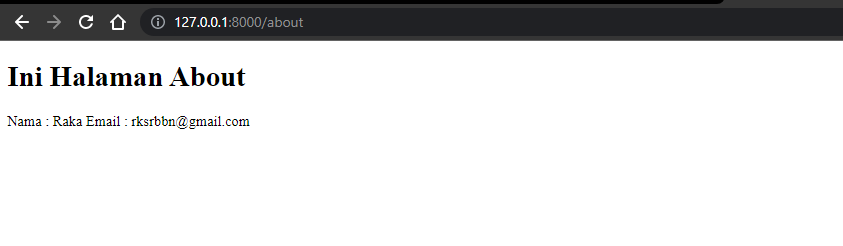 127.0.0.1:8000/about
Ini Halaman About
Nama : Raka Email : rksrbbn@gmail.com